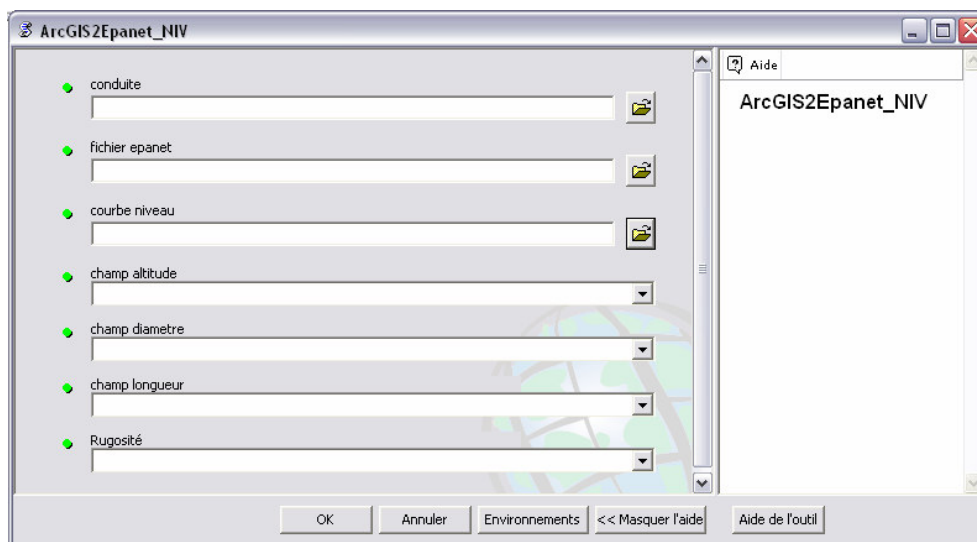 ArcGIS2Epanet_NIV
conduite
fichier epanet
courbe niveau
champ altitude
champ diametre
champ longueur
Rugosité
Aide
ArcGIS2Epanet_NIV
OK Annuler Environnements << Masquer l'aide Aide de l'outil